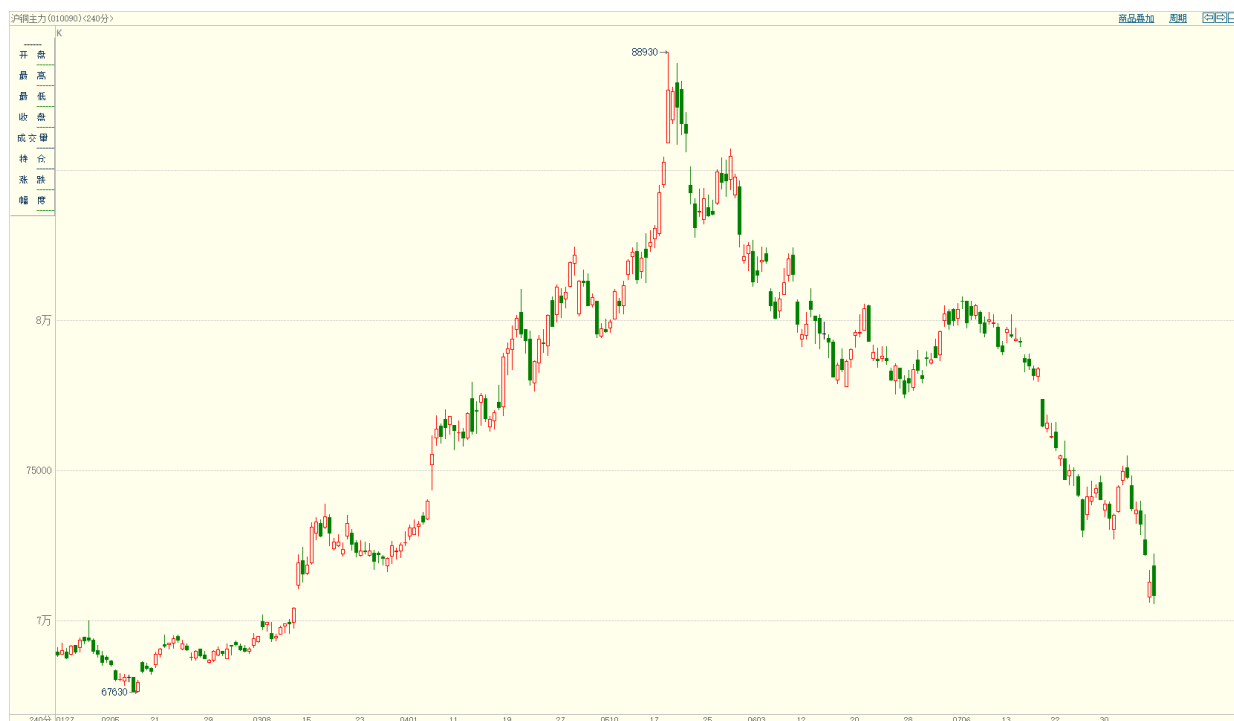 沪铜主力(010090)<240分>
商品叠加 周期
K
开 盘
最 高
最 低
收 盘
成交量
持 仓
涨 跌
幅 度
88930
8万
75000
7万
67630
240分 0127 0205 21 29 0308 15 23 0401 11 19 27 0510 17 25 0603 12 20 28 0706 13 22 30